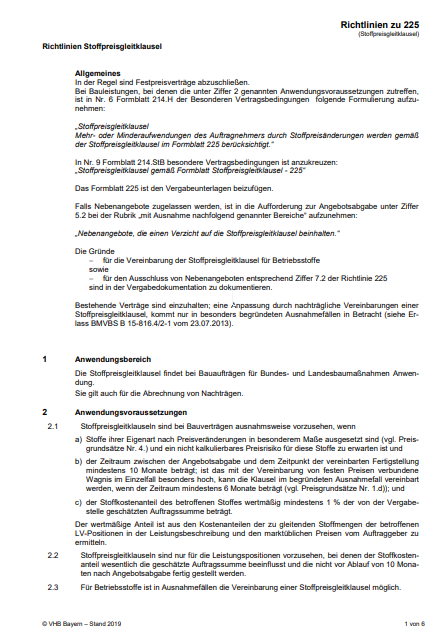 Richtlinien zu 225
(Stoffpreisgleitklausel)
Richtlinien Stoffpreisgleitklausel
Allgemeines
In der Regel sind Festpreisverträge abzuschließen.
Bei Bauleistungen, bei denen die unter Ziffer 2 genannten Anwendungsvoraussetzungen zutreffen,
ist in Nr. 6 Formblatt 214.H der Besonderen Vertragsbedingungen folgende Formulierung aufzu-
nehmen:
„Stoffpreisgleitklausel
Mehr- oder Minderaufwendungen des Auftragnehmers durch Stoffpreisänderungen werden gemäß
der Stoffpreisgleitklausel im Formblatt 225 berücksichtigt.“
In Nr. 9 Formblatt 214.StB besondere Vertragsbedingungen ist anzukreuzen:
„Stoffpreisgleitklausel gemäß Formblatt Stoffpreisgleitklausel - 225“
Das Formblatt 225 ist den Vergabeunterlagen beizufügen.
Falls Nebenangebote zugelassen werden, ist in die Aufforderung zur Angebotsabgabe unter Ziffer
5.2 bei der Rubrik „mit Ausnahme nachfolgend genannter Bereiche“ aufzunehmen:
„Nebenangebote, die einen Verzicht auf die Stoffpreisgleitklausel beinhalten.“
Die Gründe
– für die Vereinbarung der Stoffpreisgleitklausel für Betriebsstoffe
sowie
– für den Ausschluss von Nebenangeboten entsprechend Ziffer 7.2 der Richtlinie 225
sind in der Vergabedokumentation zu dokumentieren.
Bestehende Verträge sind einzuhalten; eine Anpassung durch nachträgliche Vereinbarungen einer
Stoffpreisgleitklausel, kommt nur in besonders begründeten Ausnahmefällen in Betracht (siehe Er-
lass BMVBS B 15-816.4/2-1 vom 23.07.2013).
1 Anwendungsbereich
Die Stoffpreisgleitklausel findet bei Bauaufträgen für Bundes- und Landesbaumaßnahmen Anwen-
dung.
Sie gilt auch für die Abrechnung von Nachträgen.
2 Anwendungsvoraussetzungen
2.1 Stoffpreisgleitklauseln sind bei Bauverträgen ausnahmsweise vorzusehen, wenn
a) Stoffe ihrer Eigenart nach Preisveränderungen in besonderem Maße ausgesetzt sind (vgl. Preis-
grundsätze Nr. 4.) und ein nicht kalkulierbares Preisrisiko für diese Stoffe zu erwarten ist und
b) der Zeitraum zwischen der Angebotsabgabe und dem Zeitpunkt der vereinbarten Fertigstellung
mindestens 10 Monate beträgt; ist das mit der Vereinbarung von festen Preisen verbundene
Wagnis im Einzelfall besonders hoch, kann die Klausel im begründeten Ausnahmefall vereinbart
werden, wenn der Zeitraum mindestens 6 Monate beträgt (vgl. Preisgrundsätze Nr. 1.d)); und
c) der Stoffkostenanteil des betroffenen Stoffes wertmäßig mindestens 1 % der von der Vergabe-
stelle geschätzten Auftragssumme beträgt.
Der wertmäßige Anteil ist aus den Kostenanteilen der zu gleitenden Stoffmengen der betroffenen
LV-Positionen in der Leistungsbeschreibung und den marktüblichen Preisen vom Auftraggeber zu
ermitteln.
2.2 Stoffpreisgleitklauseln sind nur für die Leistungspositionen vorzusehen, bei denen der Stoffkosten-
anteil wesentlich die geschätzte Auftragssumme beeinflusst und die nicht vor Ablauf von 10 Mona-
ten nach Angebotsabgabe fertig gestellt werden.
2.3 Für Betriebsstoffe ist in Ausnahmefällen die Vereinbarung einer Stoffpreisgleitklausel möglich.
© VHB Bayern – Stand 2019 1 von 6